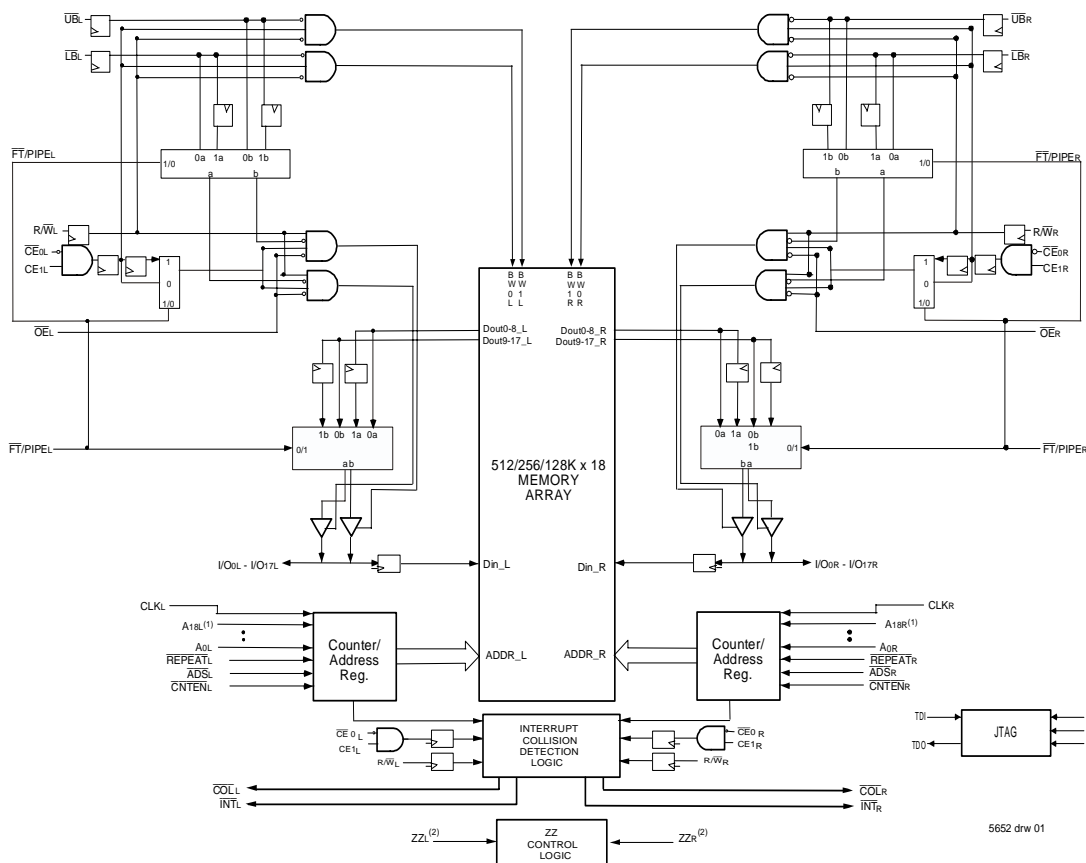 UBL
UBR
LBL
LBR
0a 1a 0b 1b
1/0
a b
1b 0b 1a 0a
1/0
b a
FT/PIPEL
FT/PIPER
R/WL
R/WR
CE0L
CE0R
CE1L
CE1R
1
0
1/0
1
0
1/0
OEL
OER
BW0L
BW1L
BW1R
BW0R
Dout0-8_L
Dout9-17_L
Dout0-8_R
Dout9-17_R
1b 0b 1a 0a
0/1
ab
0a 1a 0b
1b
0/1
ba
FT/PIPEL
FT/PIPER
512/256/128K x 18
MEMORY
ARRAY
I/O0L - I/O17L
Din_L
Din_R
I/O0R - I/O17R
CLKL
CLKR
A18L(1)
A18R(1)
A0L
A0R
REPEATL
REPEATR
ADSL
ADSR
CNTENL
CNTENR
Counter/
Address
Reg.
ADDR_L
ADDR_R
Counter/
Address
Reg.
CE0L
CE1L
R/WL
INTERRUPT
COLLISION
DETECTION
LOGIC
CE0R
CE1R
R/WR
TDI
TDO
JTAG
COLL
COLR
INTL
INTR
ZZL(2)
ZZ
CONTROL
LOGIC
ZZR(2)
5652 drw 01